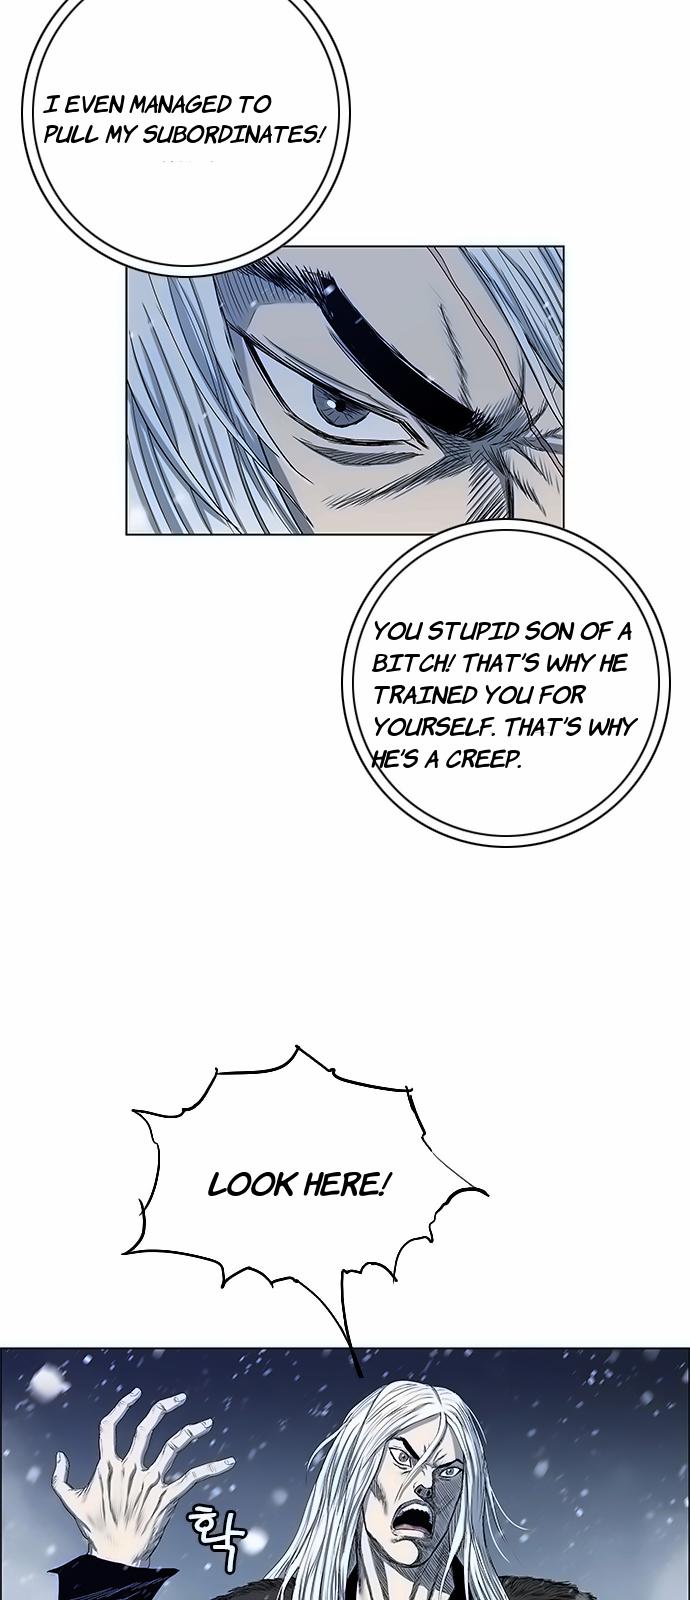 I EVEN MANAGED TO
PULL MY SUBORDINATES!
YOU STUPID SON OF A
BITCH! THAT'S WHY HE
TRAINED YOU FOR
YOURSELF. THAT'S WHY
HE'S A CREEP.
LOOK HERE!
확